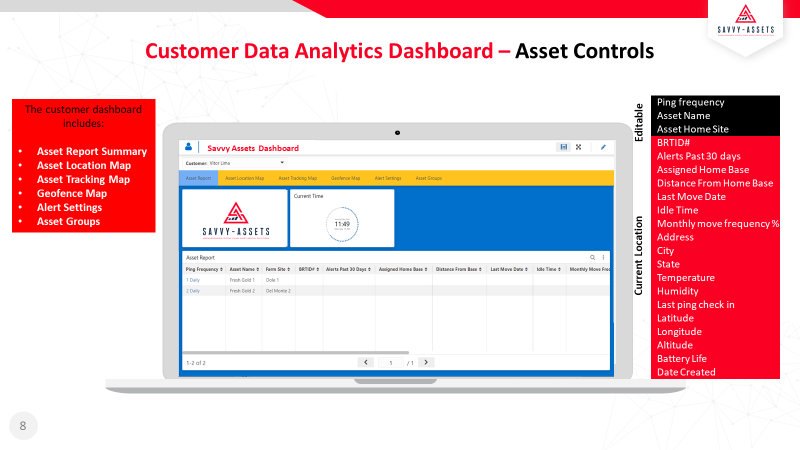 SAVVY-ASSETS
Customer Data Analytics Dashboard – Asset Controls
The customer dashboard
includes:
• Asset Report Summary
• Asset Location Map
• Asset Tracking Map
• Geofence Map
• Alert Settings
• Asset Groups
Savvy Assets Dashboard
Customer: Vitor Lima
Asset Report Asset Location Map Asset Tracking Map Geofence Map Alert Settings Asset Groups
SAVVY-ASSETS
Current Time
11:49
Asset Report
Ping Frequency Asset Name Farm Site BRTID# Alerts Past 30 Days Assigned Home Base Distance From Base Last Move Date Idle Time Monthly Move Freq
1 Daily Fresh Gold 1 Dole 1
2 Daily Fresh Gold 2 Del Monte 2
1-2 of 2 1 / 1
Editable
Ping frequency
Asset Name
Asset Home Site
Current Location
BRTID#
Alerts Past 30 days
Assigned Home Base
Distance From Home Base
Last Move Date
Idle Time
Monthly move frequency %
Address
City
State
Temperature
Humidity
Last ping check in
Latitude
Longitude
Altitude
Battery Life
Date Created
8